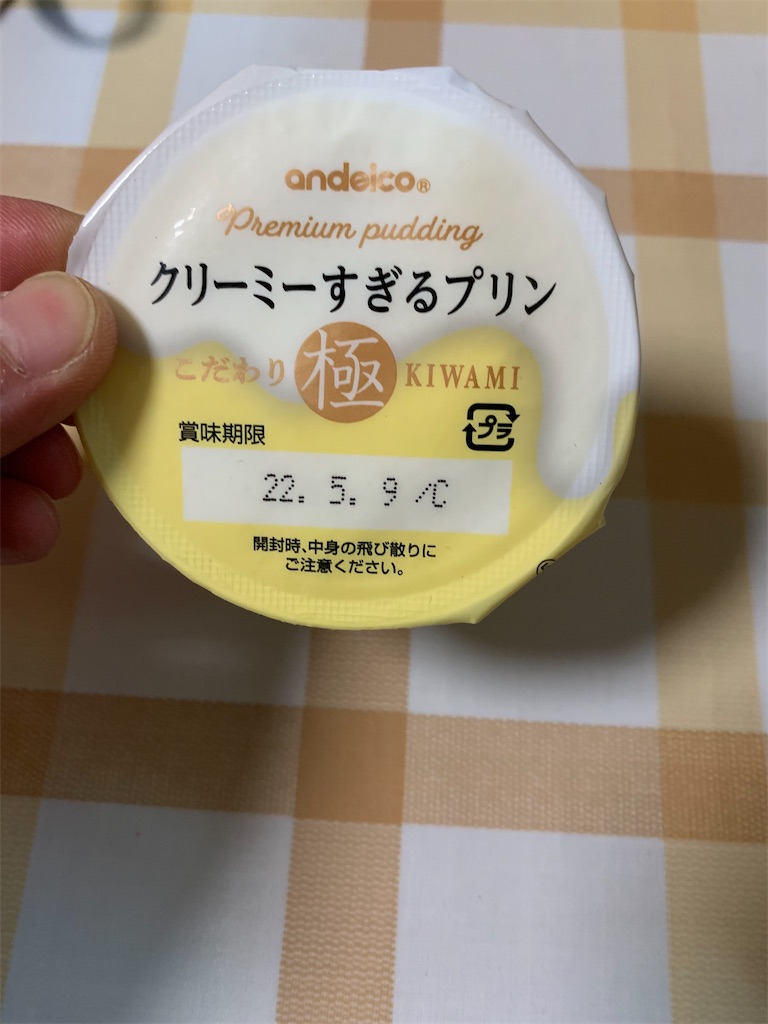 andeico®
Premium pudding
クリーミーすぎるプリン
こだわり 極 KIWAMI
賞味期限
プラ
22. 5. 9 /C
開封時、中身の飛び散りに
ご注意ください。